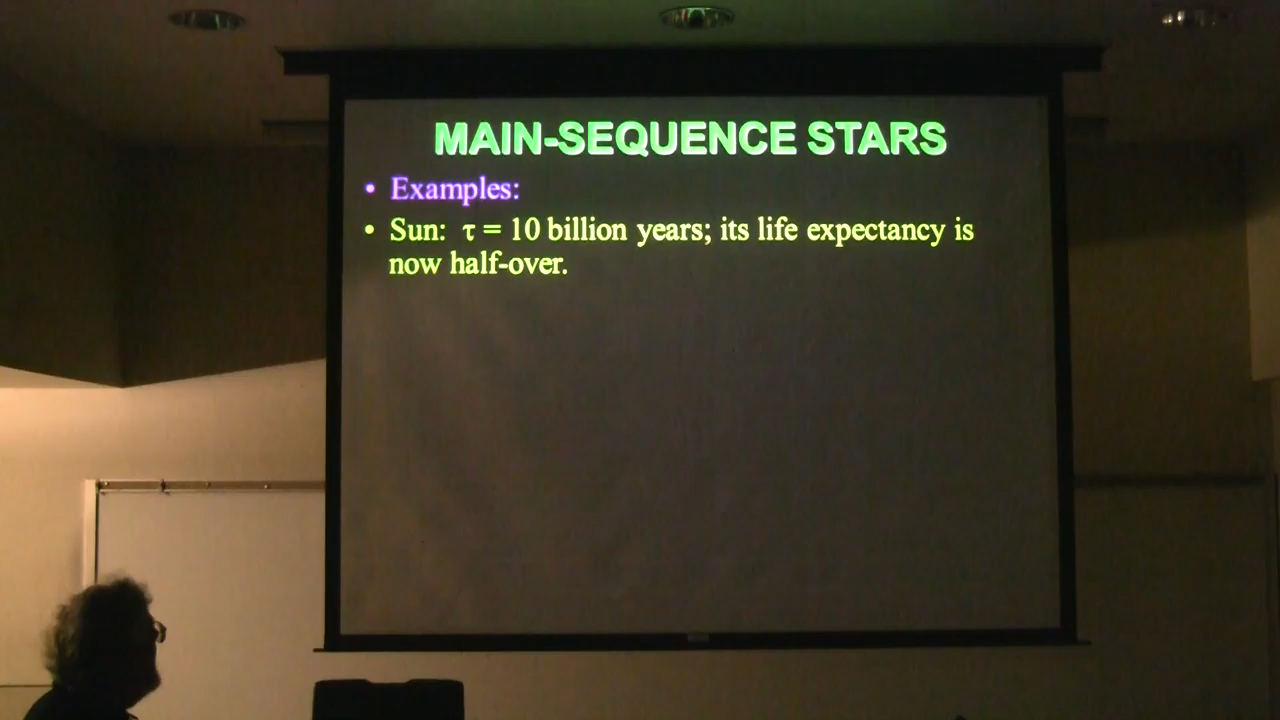 MAIN-SEQUENCE STARS
• Examples:
• Sun: τ = 10 billion years; its life expectancy is
now half-over.